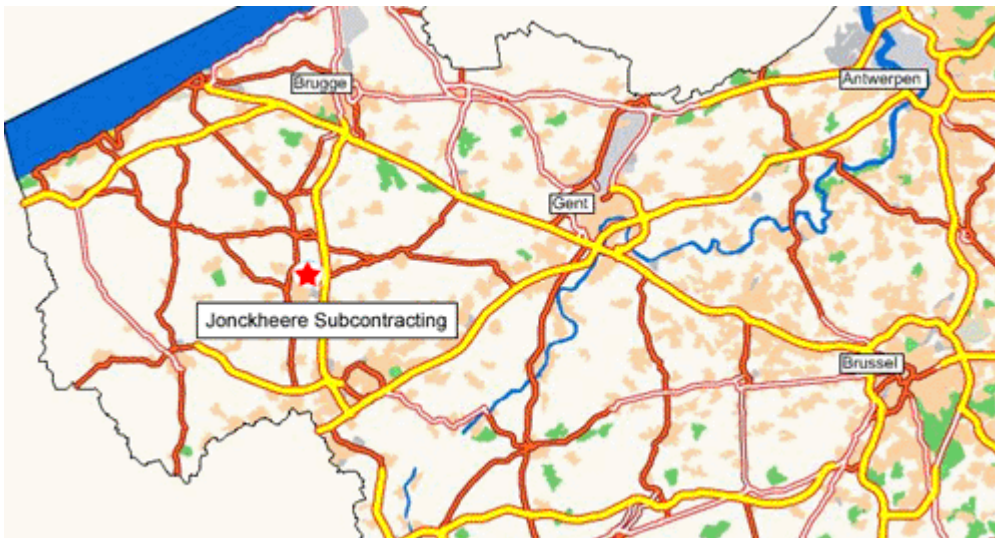 Brugge
Antwerpen
Gent
Jonckheere Subcontracting
Brussel